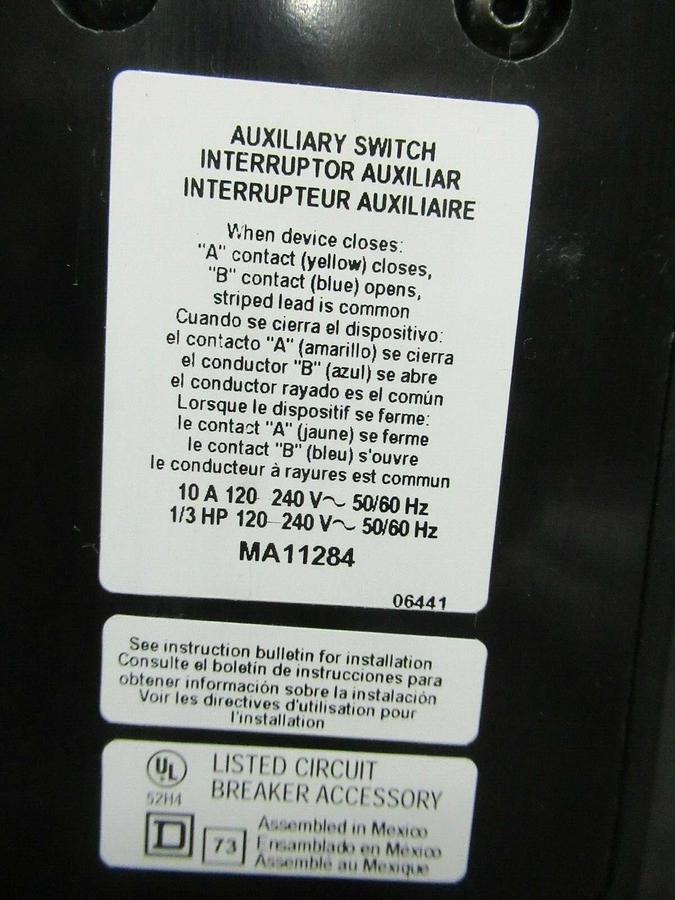 AUXILIARY SWITCH
INTERRUPTOR AUXILIAR
INTERRUPTEUR AUXILIAIRE
When device closes:
"A" contact (yellow) closes,
"B" contact (blue) opens,
striped lead is common
Cuando se cierra el dispositivo:
el contacto "A" (amarillo) se cierra
el conductor "B" (azul) se abre
el conductor rayado es el común
Lorsque le dispositif se ferme:
le contact "A" (jaune) se ferme
le contact "B" (bleu) s'ouvre
le conducteur à rayures est commun
10 A 120-240 V~ 50/60 Hz
1/3 HP 120-240 V~ 50/60 Hz
MA11284
06441
See instruction bulletin for installation
Consulte el boletín de instrucciones para
obtener información sobre la instalación
Voir les directives d'utilisation pour
l'installation
UL
LISTED CIRCUIT
BREAKER ACCESSORY
52H4
D
73
Assembled in Mexico
Ensamblado en México
Assemblé au Mexique